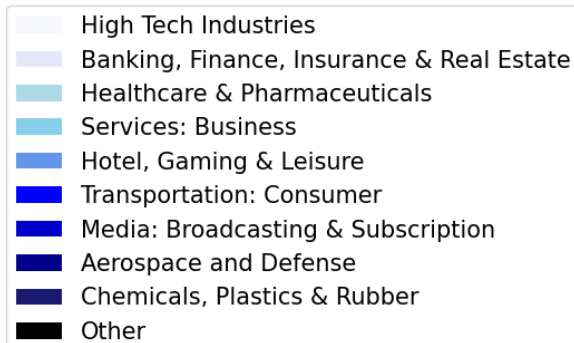 High Tech Industries
Banking, Finance, Insurance & Real Estate
Healthcare & Pharmaceuticals
Services: Business
Hotel, Gaming & Leisure
Transportation: Consumer
Media: Broadcasting & Subscription
Aerospace and Defense
Chemicals, Plastics & Rubber
Other